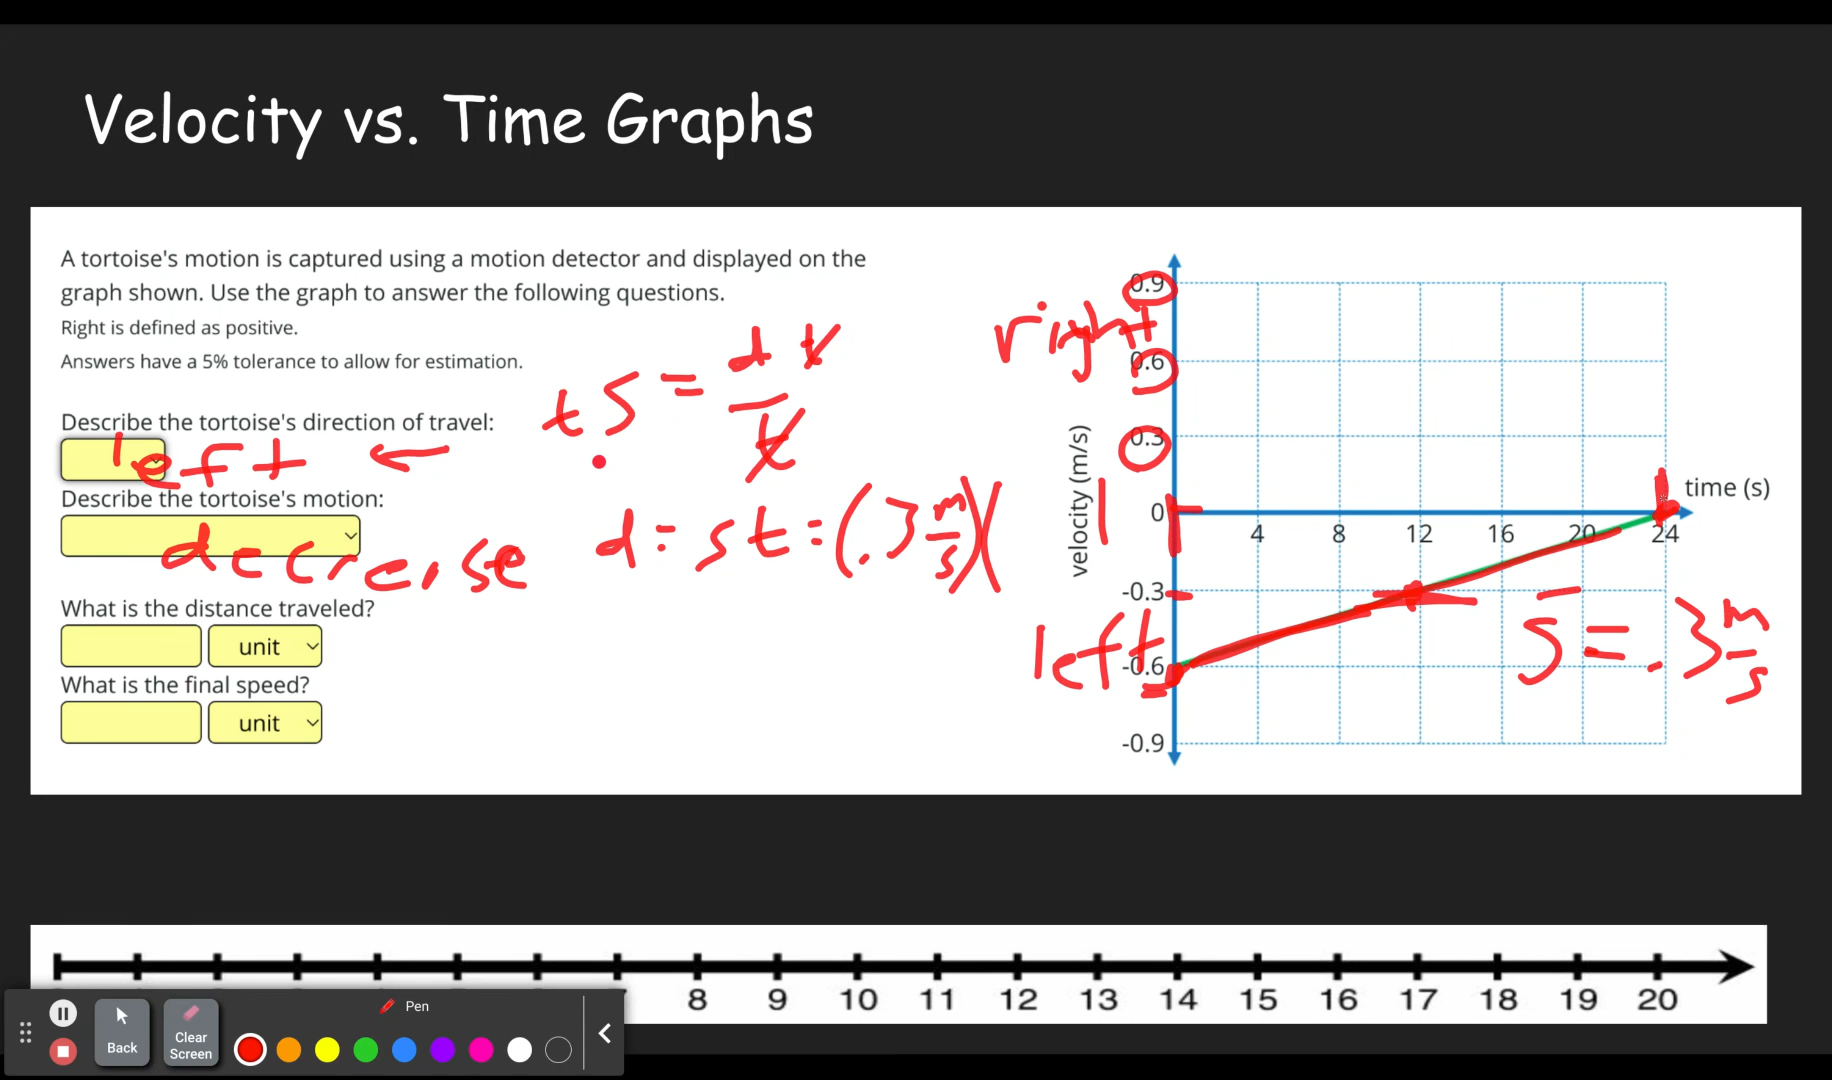 Velocity vs. Time Graphs
A tortoise's motion is captured using a motion detector and displayed on the
graph shown. Use the graph to answer the following questions.
Right is defined as positive.
Answers have a 5% tolerance to allow for estimation.
Describe the tortoise's direction of travel:
left ←
Describe the tortoise's motion:
decrease
What is the distance traveled?
unit
What is the final speed?
unit
t s = d t / t
d = st = (.3 m/s)(
right
left
velocity (m/s)
0.9
0.6
0.3
0
-0.3
-0.6
-0.9
time (s)
4 8 12 16 20 24
s̅ = .3 m/s
8 9 10 11 12 13 14 15 16 17 18 19 20
Pen
Back
Clear
Screen